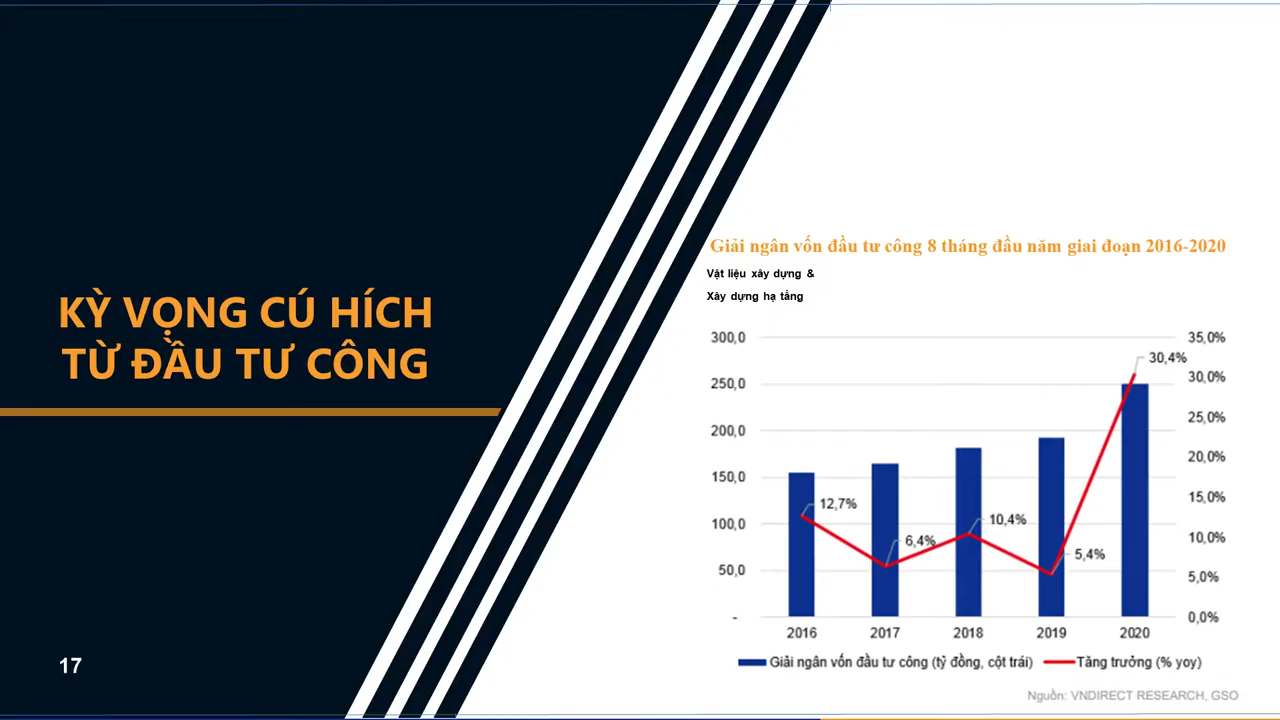 KỲ VỌNG CÚ HÍCH
TỪ ĐẦU TƯ CÔNG
17
Giải ngân vốn đầu tư công 8 tháng đầu năm giai đoạn 2016-2020
Vật liệu xây dựng &
Xây dựng hạ tầng
300,0
250,0
200,0
150,0
100,0
50,0
-
35,0%
30,0%
25,0%
20,0%
15,0%
10,0%
5,0%
0,0%
12,7%
6,4%
10,4%
5,4%
30,4%
2016 2017 2018 2019 2020
Giải ngân vốn đầu tư công (tỷ đồng, cột trái) Tăng trưởng (% yoy)
Nguồn: VNDIRECT RESEARCH, GSO